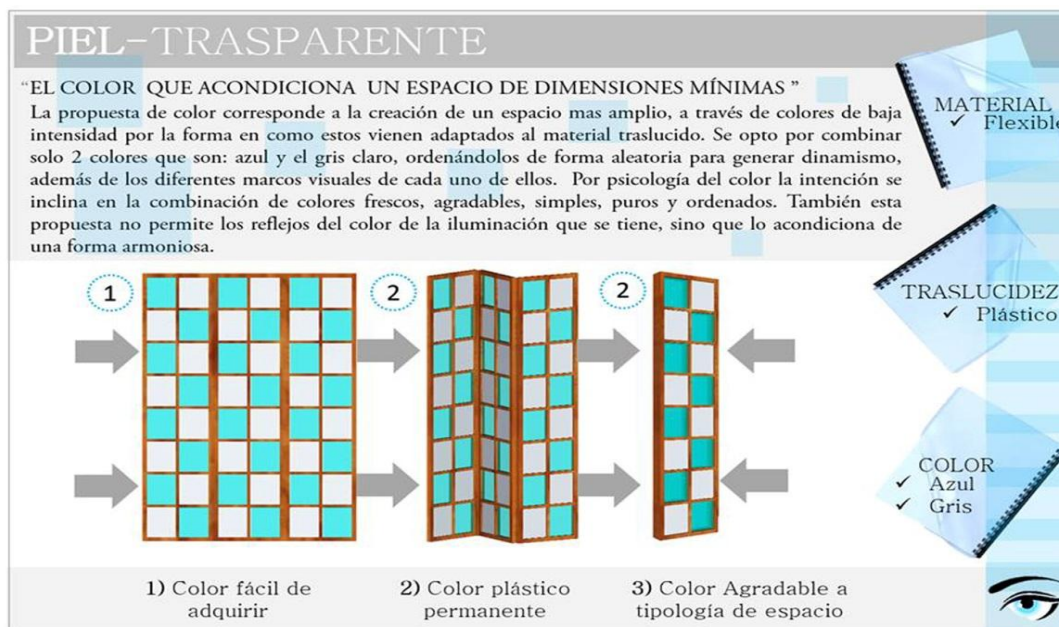 PIEL-TRASPARENTE
“EL COLOR QUE ACONDICIONA UN ESPACIO DE DIMENSIONES MÍNIMAS ”
La propuesta de color corresponde a la creación de un espacio mas amplio, a través de colores de baja
intensidad por la forma en como estos vienen adaptados al material traslucido. Se opto por combinar
solo 2 colores que son: azul y el gris claro, ordenándolos de forma aleatoria para generar dinamismo,
además de los diferentes marcos visuales de cada uno de ellos. Por psicología del color la intención se
inclina en la combinación de colores frescos, agradables, simples, puros y ordenados. También esta
propuesta no permite los reflejos del color de la iluminación que se tiene, sino que lo acondiciona de
una forma armoniosa.
MATERIAL
✓ Flexible
TRASLUCIDEZ
✓ Plástico
COLOR
✓ Azul
✓ Gris
1
2
2
1) Color fácil de
adquirir
2) Color plástico
permanente
3) Color Agradable a
tipología de espacio